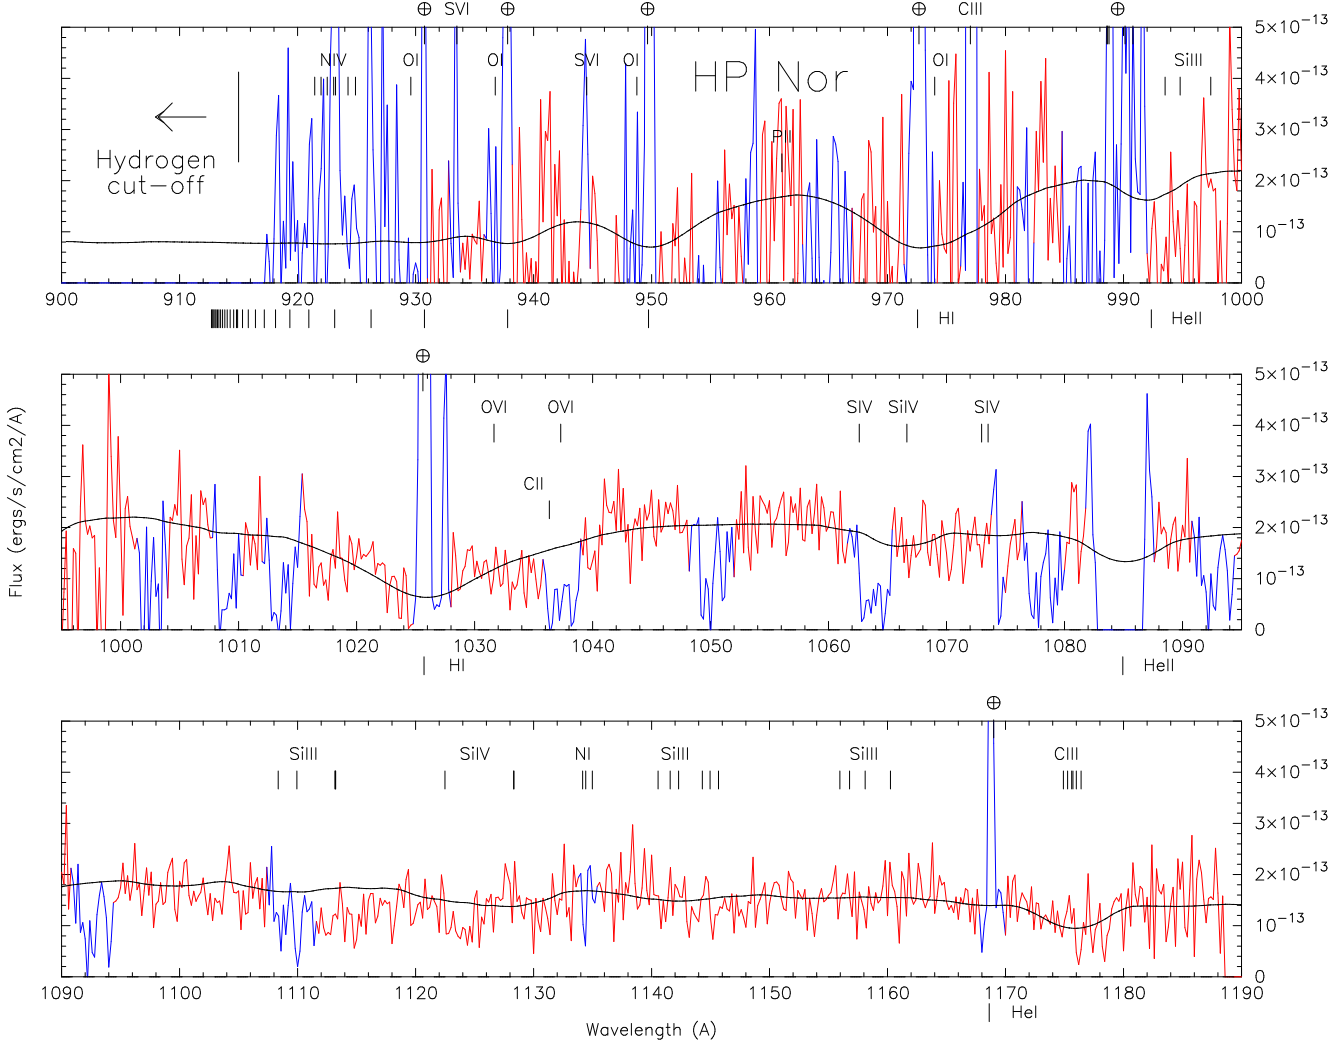 ⊕ SVI ⊕ ⊕ ⊕ CIII ⊕
5×10−13
NIV OI OI SVI OI HP Nor OI SiIII
4×10−13
3×10−13
PII
Hydrogen
cut−off
2×10−13
10−13
0
900 910 920 930 940 950 960 970 980 990 1000
HI HeII
⊕
5×10−13
OVI OVI SIV SiIV SIV
4×10−13
3×10−13
CII
2×10−13
10−13
0
1000 1010 1020 1030 1040 1050 1060 1070 1080 1090
HI HeII
Flux (ergs/s/cm2/A)
⊕
5×10−13
SiIII SiIV NI SiIII SiIII CIII
4×10−13
3×10−13
2×10−13
10−13
0
1090 1100 1110 1120 1130 1140 1150 1160 1170 1180 1190
HeI
Wavelength (A)